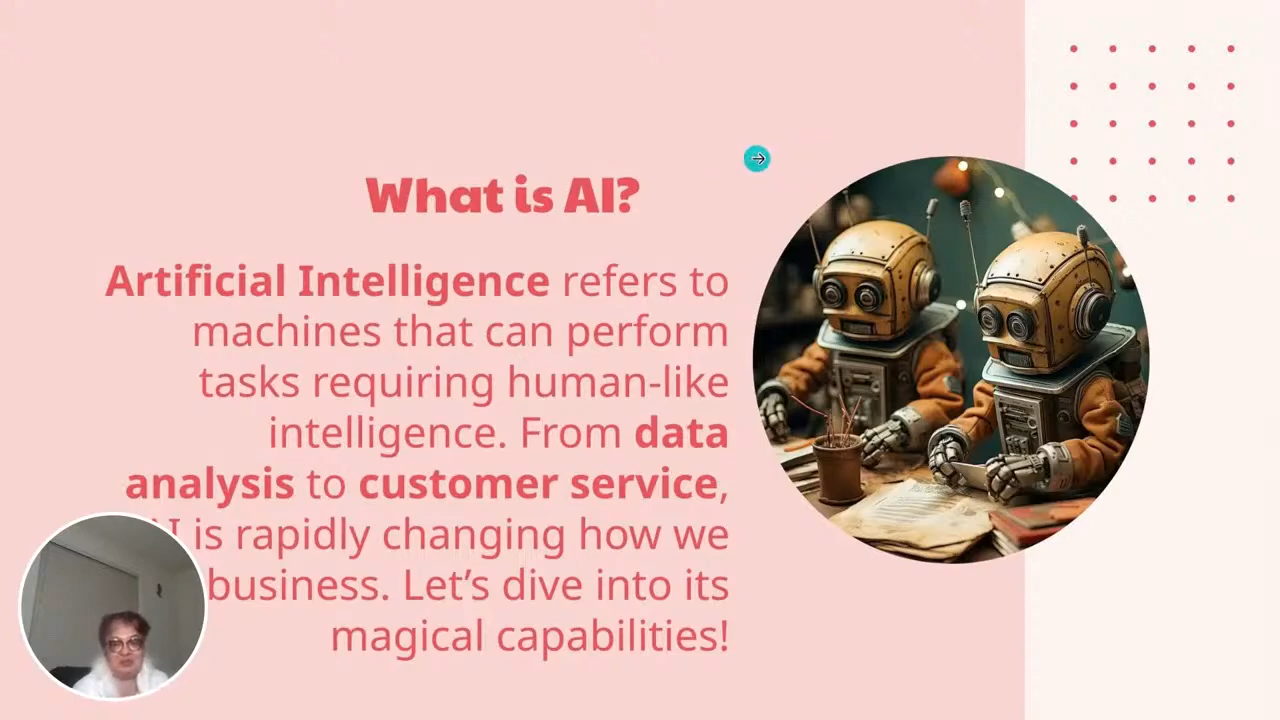 What is AI?
Artificial Intelligence refers to
machines that can perform
tasks requiring human-like
intelligence. From data
analysis to customer service,
AI is rapidly changing how we
business. Let’s dive into its
magical capabilities!